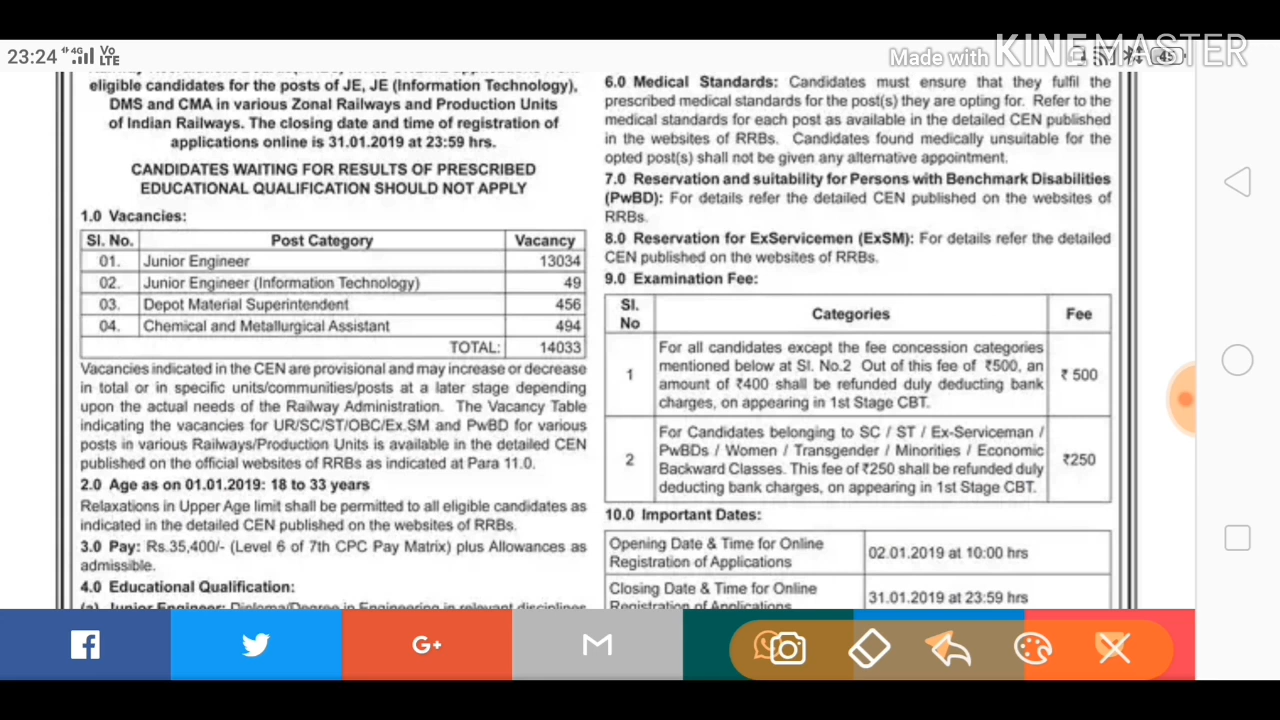 23:24 4G Vo LTE
Made with KINEMASTER
eligible candidates for the posts of JE, JE (Information Technology),
DMS and CMA in various Zonal Railways and Production Units
of Indian Railways. The closing date and time of registration of
applications online is 31.01.2019 at 23:59 hrs.
CANDIDATES WAITING FOR RESULTS OF PRESCRIBED
EDUCATIONAL QUALIFICATION SHOULD NOT APPLY
1.0 Vacancies:
Sl. No. Post Category Vacancy
01. Junior Engineer 13034
02. Junior Engineer (Information Technology) 49
03. Depot Material Superintendent 456
04. Chemical and Metallurgical Assistant 494
TOTAL: 14033
Vacancies indicated in the CEN are provisional and may increase or decrease
in total or in specific units/communities/posts at a later stage depending
upon the actual needs of the Railway Administration. The Vacancy Table
indicating the vacancies for UR/SC/ST/OBC/Ex.SM and PwBD for various
posts in various Railways/Production Units is available in the detailed CEN
published on the official websites of RRBs as indicated at Para 11.0.
2.0 Age as on 01.01.2019: 18 to 33 years
Relaxations in Upper Age limit shall be permitted to all eligible candidates as
indicated in the detailed CEN published on the websites of RRBs.
3.0 Pay: Rs.35,400/- (Level 6 of 7th CPC Pay Matrix) plus Allowances as
admissible.
4.0 Educational Qualification:
(a) Junior Engineer: Diploma/Degree in Engineering in relevant disciplines
6.0 Medical Standards: Candidates must ensure that they fulfil the
prescribed medical standards for the post(s) they are opting for. Refer to the
medical standards for each post as available in the detailed CEN published
in the websites of RRBs. Candidates found medically unsuitable for the
opted post(s) shall not be given any alternative appointment.
7.0 Reservation and suitability for Persons with Benchmark Disabilities
(PwBD): For details refer the detailed CEN published on the websites of
RRBs.
8.0 Reservation for ExServicemen (ExSM): For details refer the detailed
CEN published on the websites of RRBs.
9.0 Examination Fee:
Sl. No Categories Fee
1 For all candidates except the fee concession categories
mentioned below at Sl. No.2 Out of this fee of ₹500, an
amount of ₹400 shall be refunded duly deducting bank
charges, on appearing in 1st Stage CBT.
₹ 500
2 For Candidates belonging to SC / ST / Ex-Serviceman /
PwBDs / Women / Transgender / Minorities / Economic
Backward Classes. This fee of ₹250 shall be refunded duly
deducting bank charges, on appearing in 1st Stage CBT.
₹250
10.0 Important Dates:
Opening Date & Time for Online
Registration of Applications
02.01.2019 at 10:00 hrs
Closing Date & Time for Online
Registration of Applications
31.01.2019 at 23:59 hrs
G+